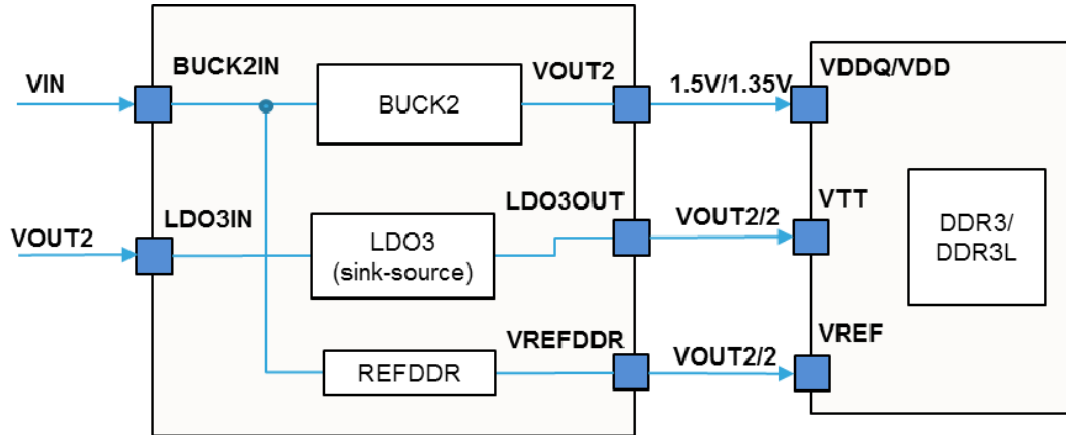 VIN
BUCK2IN
BUCK2
VOUT2
1.5V/1.35V
VDDQ/VDD
VOUT2
LDO3IN
LDO3
(sink-source)
LDO3OUT
VOUT2/2
VTT
DDR3/
DDR3L
REFDDR
VREFDDR
VOUT2/2
VREF